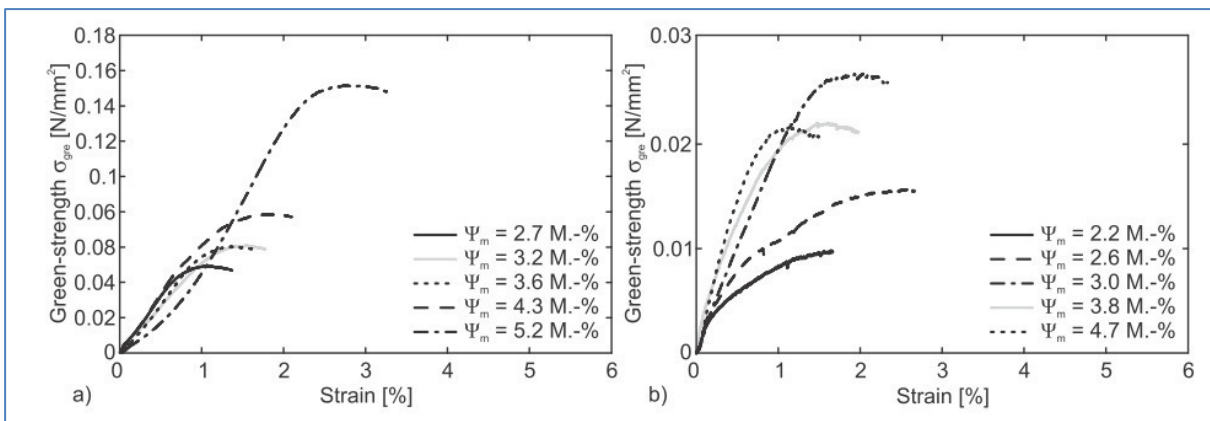 0.18
0.16
0.14
0.12
0.1
0.06
0.08
0.04
0.02
0
Green-strength σgre [N/mm²]
Ψm = 2.7 M.-%
Ψm = 3.2 M.-%
Ψm = 3.6 M.-%
Ψm = 4.3 M.-%
Ψm = 5.2 M.-%
0 1 2 3 4 5 6
a) Strain [%]
0.03
0.02
0.01
0
Green-strength σgre [N/mm²]
Ψm = 2.2 M.-%
Ψm = 2.6 M.-%
Ψm = 3.0 M.-%
Ψm = 3.8 M.-%
Ψm = 4.7 M.-%
0 1 2 3 4 5 6
b) Strain [%]